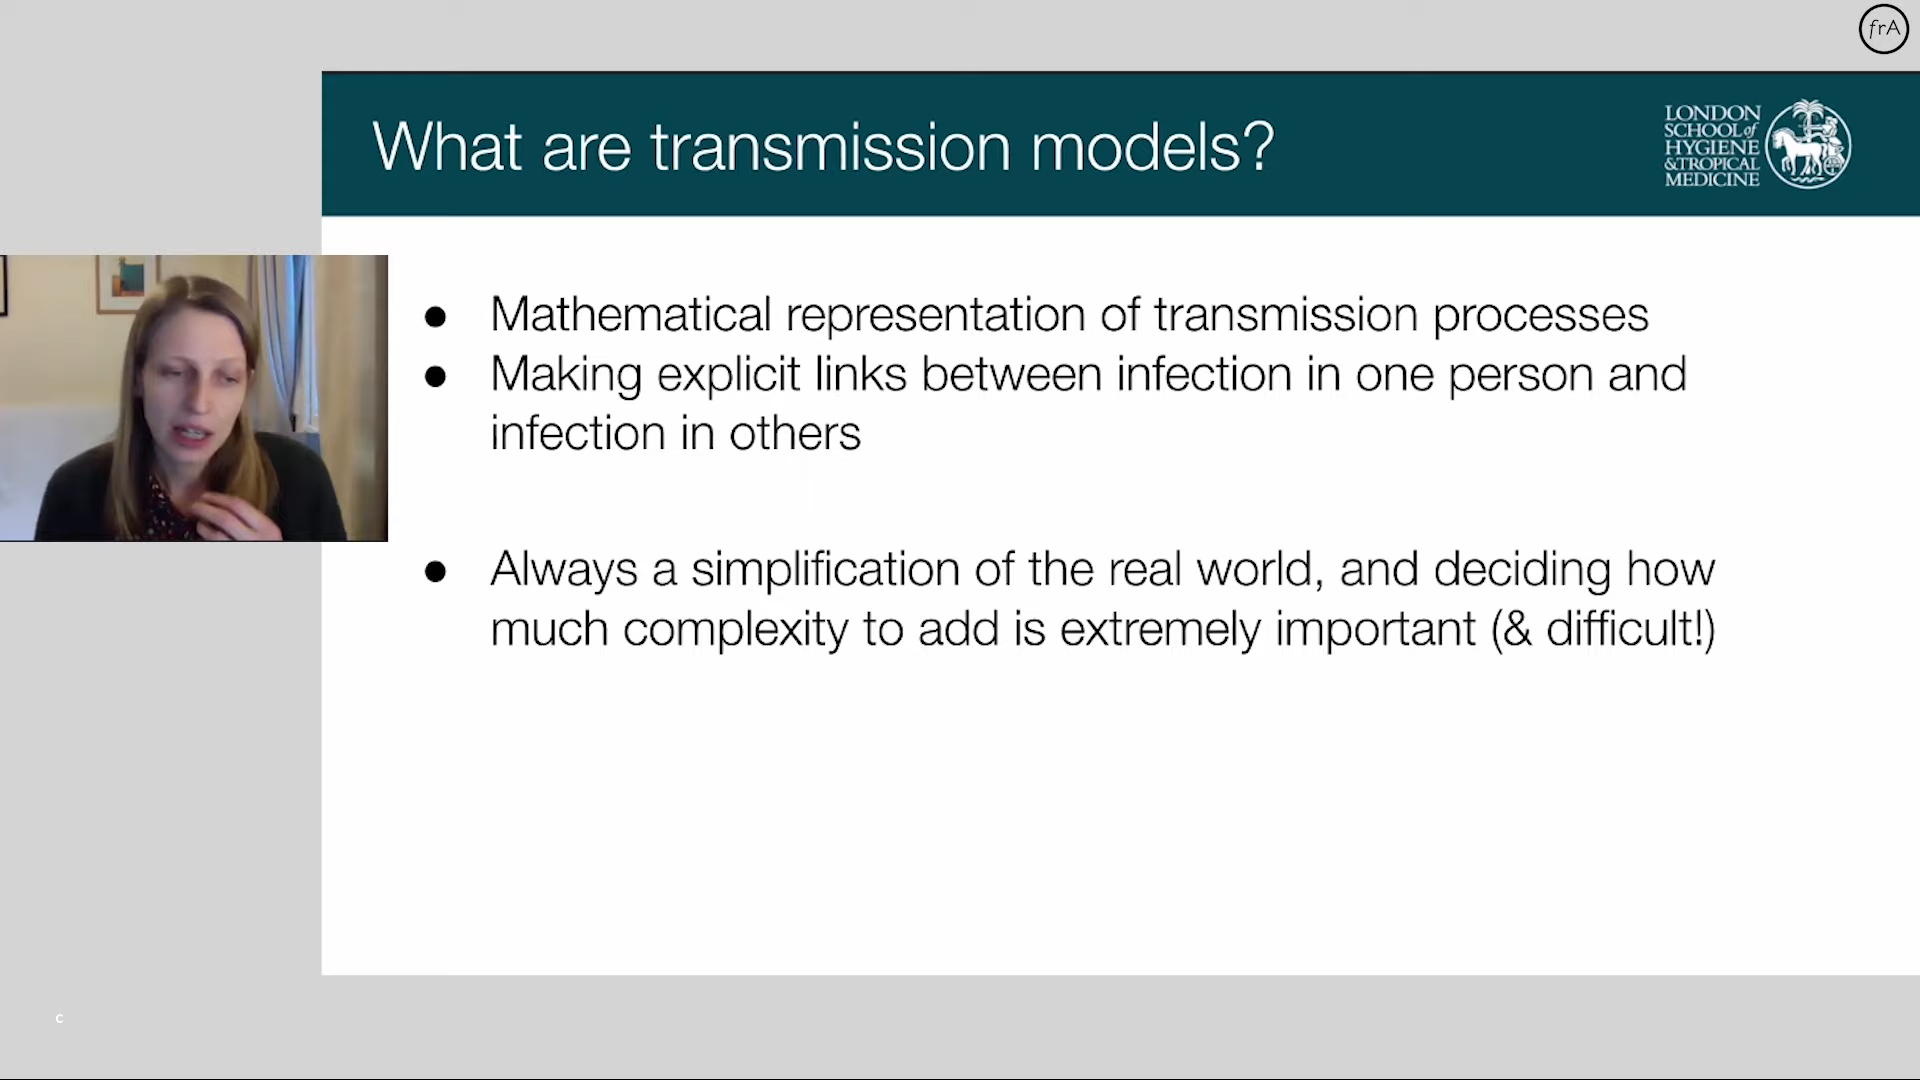 frA
What are transmission models?
LONDON
SCHOOL of
HYGIENE
&TROPICAL
MEDICINE
● Mathematical representation of transmission processes
● Making explicit links between infection in one person and
infection in others
● Always a simplification of the real world, and deciding how
much complexity to add is extremely important (& difficult!)
c